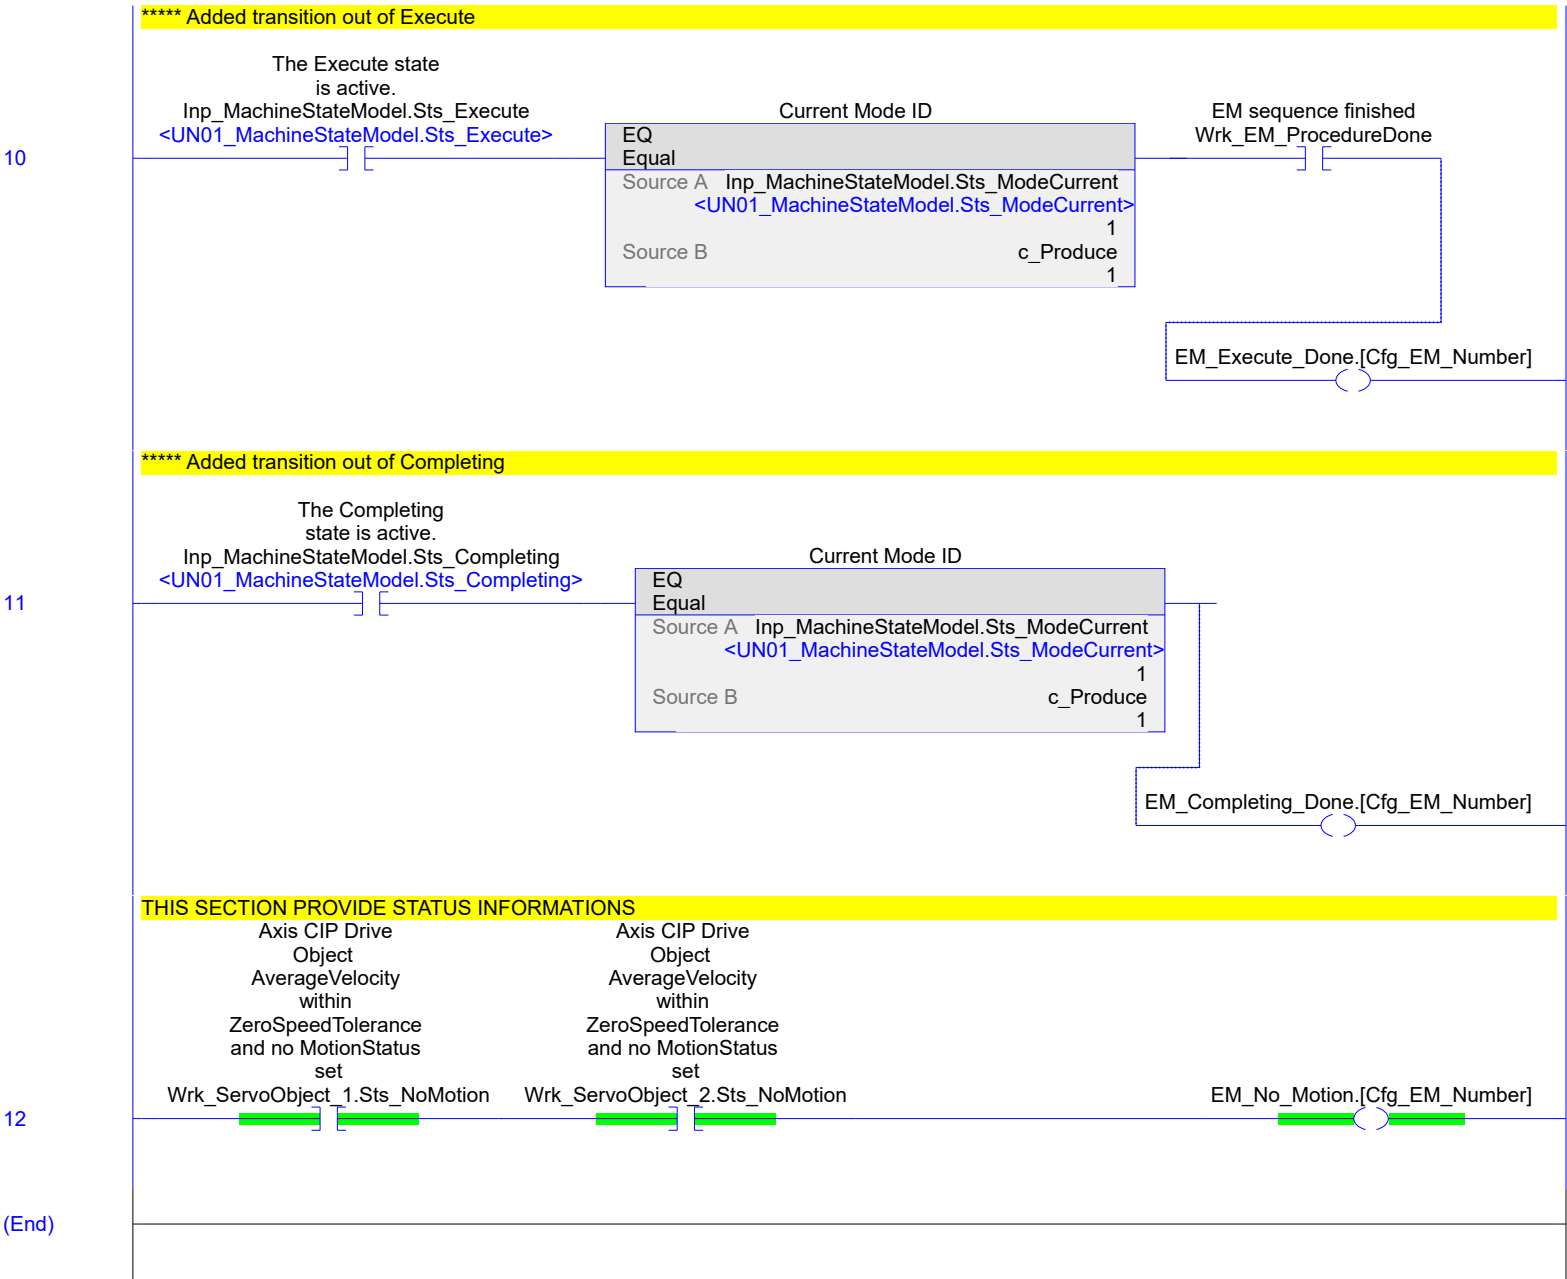 ***** Added transition out of Execute
The Execute state
is active.
Inp_MachineStateModel.Sts_Execute
<UN01_MachineStateModel.Sts_Execute>
Current Mode ID
EQ
Equal
Source A Inp_MachineStateModel.Sts_ModeCurrent
<UN01_MachineStateModel.Sts_ModeCurrent>
1
Source B c_Produce
1
EM sequence finished
Wrk_EM_ProcedureDone
10
EM_Execute_Done.[Cfg_EM_Number]
***** Added transition out of Completing
The Completing
state is active.
Inp_MachineStateModel.Sts_Completing
<UN01_MachineStateModel.Sts_Completing>
Current Mode ID
EQ
Equal
Source A Inp_MachineStateModel.Sts_ModeCurrent
<UN01_MachineStateModel.Sts_ModeCurrent>
1
Source B c_Produce
1
11
EM_Completing_Done.[Cfg_EM_Number]
THIS SECTION PROVIDE STATUS INFORMATIONS
Axis CIP Drive
Object
AverageVelocity
within
ZeroSpeedTolerance
and no MotionStatus
set
Wrk_ServoObject_1.Sts_NoMotion
Axis CIP Drive
Object
AverageVelocity
within
ZeroSpeedTolerance
and no MotionStatus
set
Wrk_ServoObject_2.Sts_NoMotion
EM_No_Motion.[Cfg_EM_Number]
12
(End)